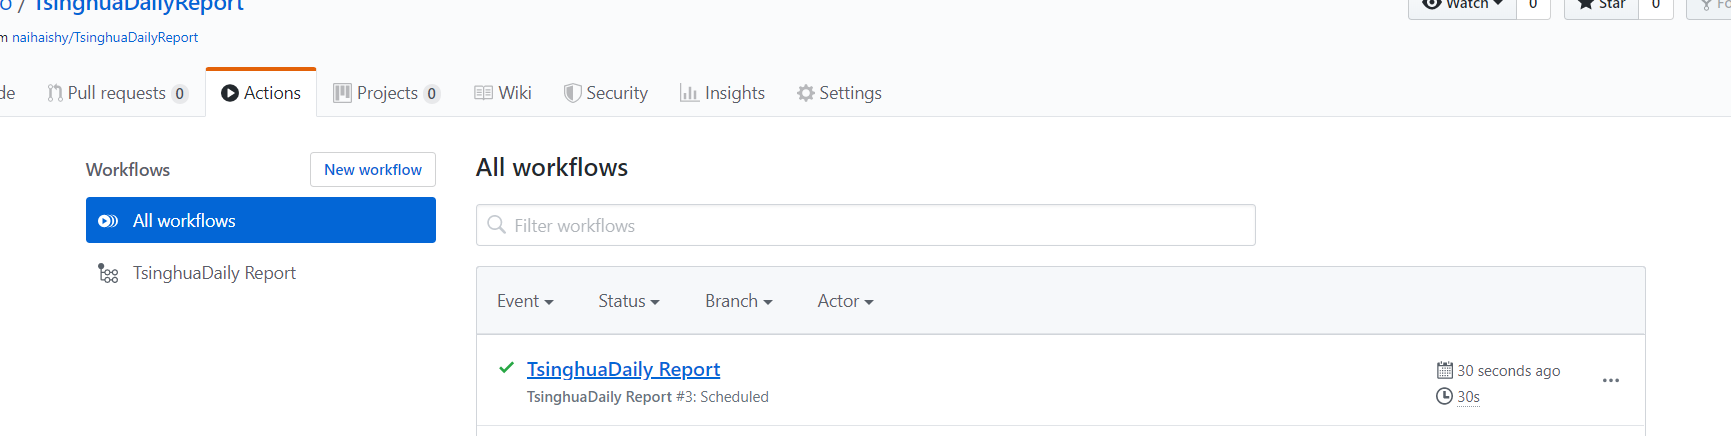 o / TsinghuaDailyReport
Watch 0 Star 0 Fo
m naihaishy/TsinghuaDailyReport
de Pull requests 0 Actions Projects 0 Wiki Security Insights Settings
Workflows New workflow
All workflows
TsinghuaDaily Report
All workflows
Filter workflows
Event Status Branch Actor
TsinghuaDaily Report
TsinghuaDaily Report #3: Scheduled
30 seconds ago
30s